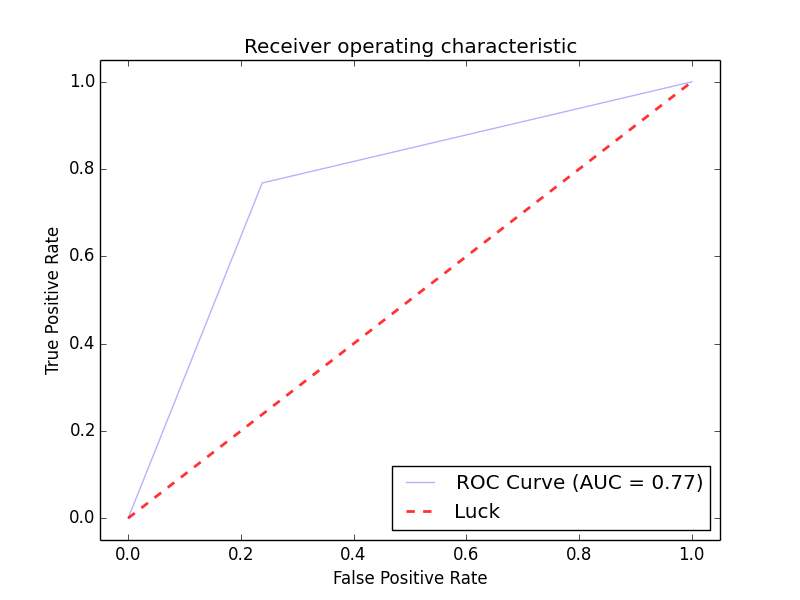 Receiver operating characteristic
1.0
0.8
0.6
0.4
0.2
0.0
True Positive Rate
ROC Curve (AUC = 0.77)
Luck
0.0 0.2 0.4 0.6 0.8 1.0
False Positive Rate